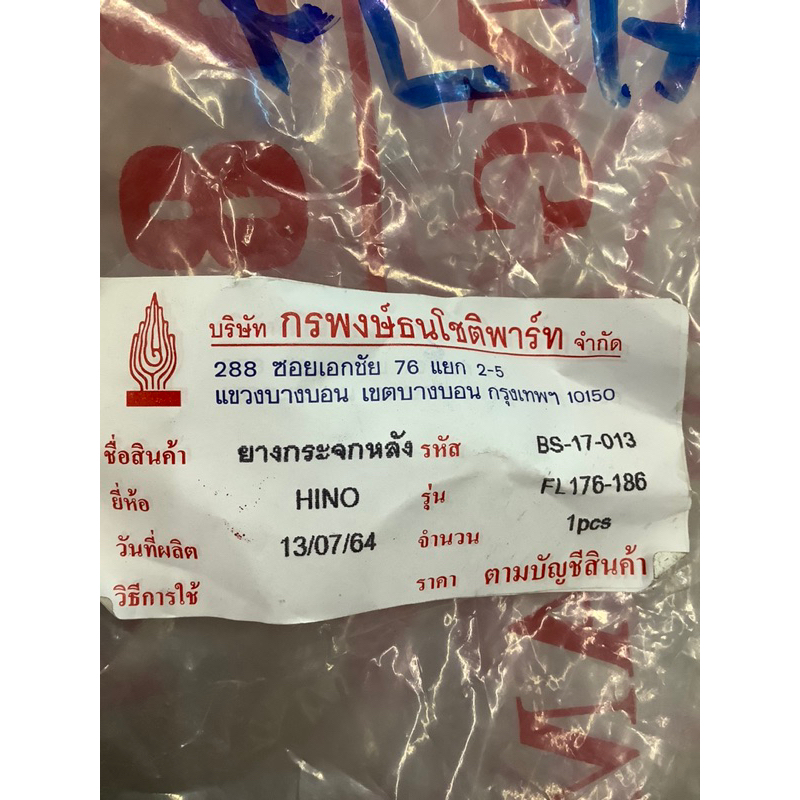 บริษัท กรพงษ์ธนโชติพาร์ท จำกัด
288 ซอยเอกชัย 76 แยก 2-5
แขวงบางบอน เขตบางบอน กรุงเทพฯ 10150
ชื่อสินค้า ยางกระจกหลัง รหัส BS-17-013
ยี่ห้อ HINO รุ่น FL176-186
วันที่ผลิต 13/07/64 จำนวน 1pcs
วิธีการใช้ ราคา ตามบัญชีสินค้า